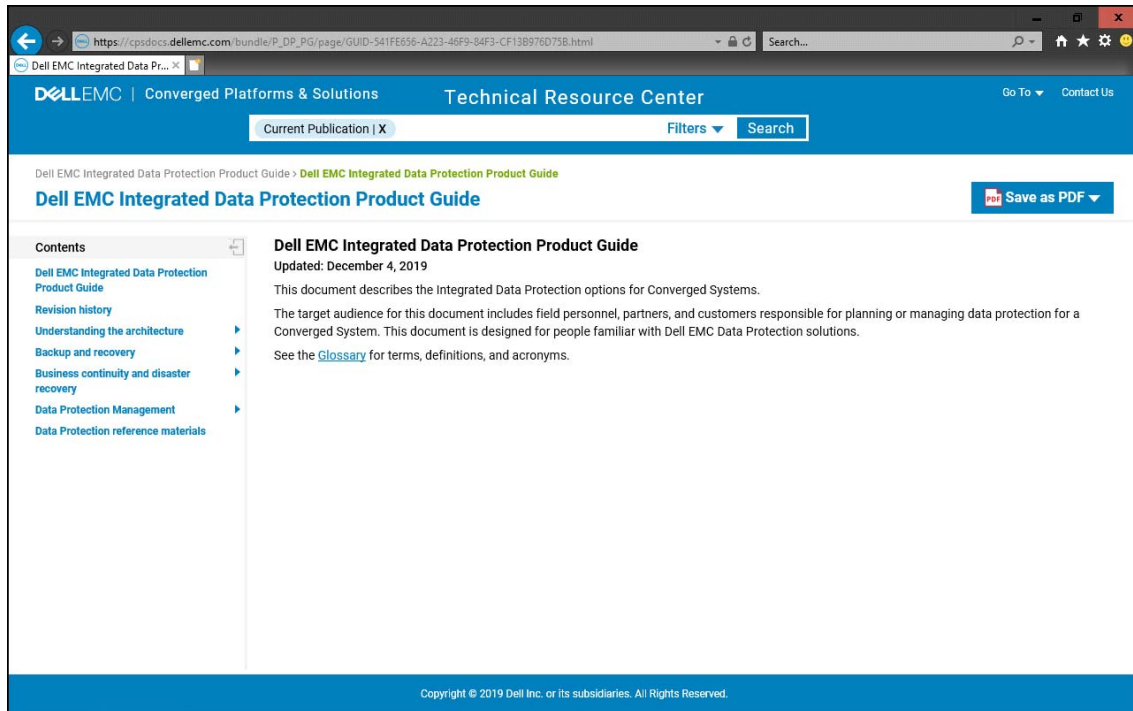 https://cpsdocs.dellemc.com/bundle/P_DP_PG/page/GUID-541FE656-A223-46F9-84F3-CF13B976D75B.html
Search...
Dell EMC Integrated Data Pr...
DELLEMC | Converged Platforms & Solutions
Technical Resource Center
Go To
Contact Us
Current Publication | X
Filters
Search
Dell EMC Integrated Data Protection Product Guide › Dell EMC Integrated Data Protection Product Guide
Dell EMC Integrated Data Protection Product Guide
PDF Save as PDF
Contents
Dell EMC Integrated Data Protection
Product Guide
Revision history
Understanding the architecture
Backup and recovery
Business continuity and disaster
recovery
Data Protection Management
Data Protection reference materials
Dell EMC Integrated Data Protection Product Guide
Updated: December 4, 2019
This document describes the Integrated Data Protection options for Converged Systems.
The target audience for this document includes field personnel, partners, and customers responsible for planning or managing data protection for a
Converged System. This document is designed for people familiar with Dell EMC Data Protection solutions.
See the Glossary for terms, definitions, and acronyms.
Copyright © 2019 Dell Inc. or its subsidiaries. All Rights Reserved.